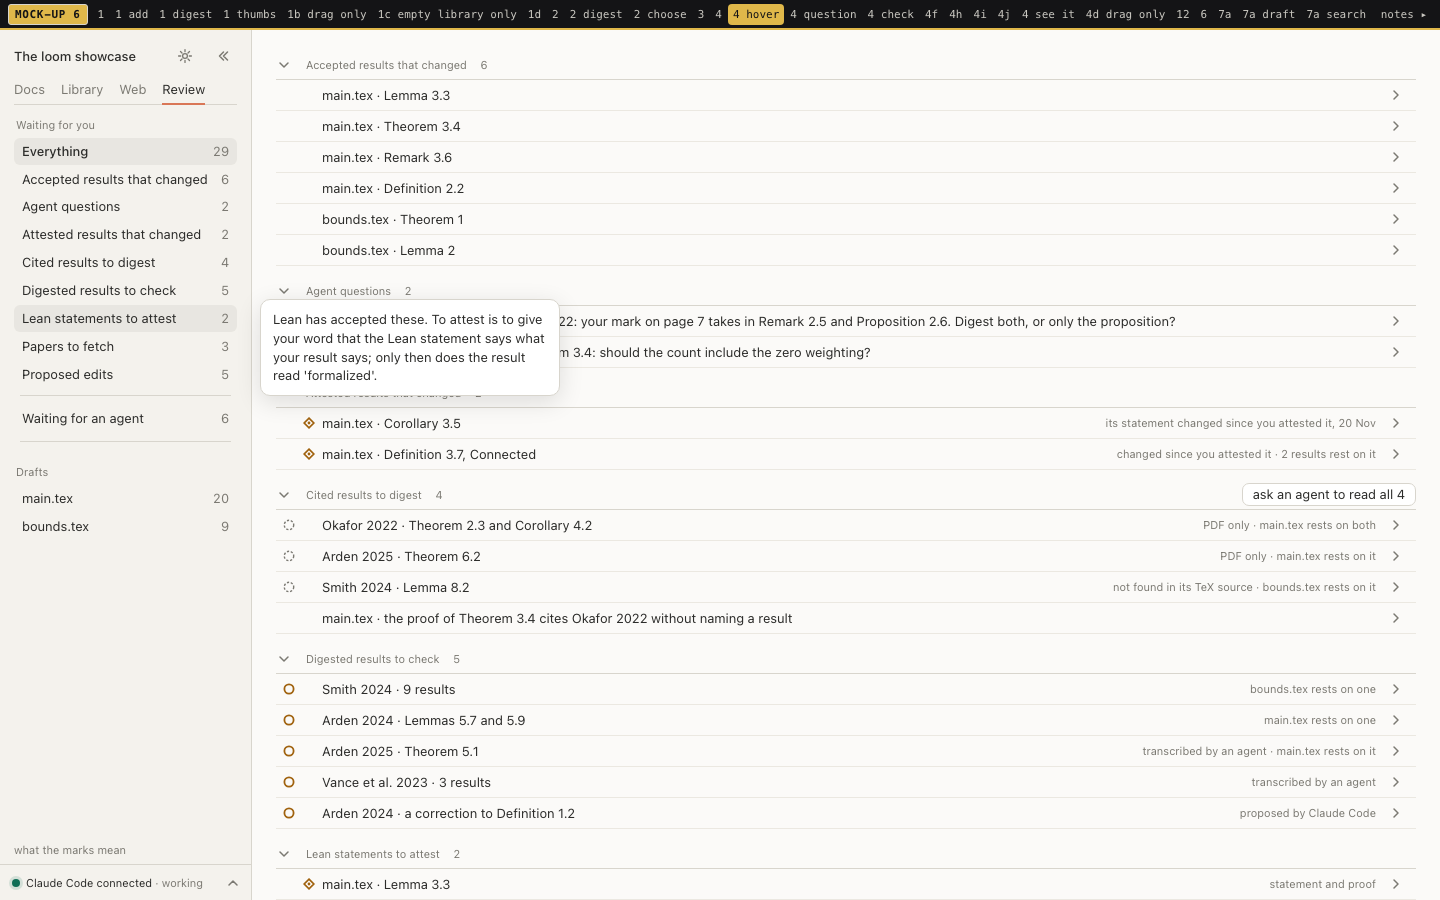 MOCK-UP 6 1 1 add 1 digest 1 thumbs 1b drag only 1c empty library only 1d 2 2 digest 2 choose 3 4 4 hover 4 question 4 check 4f 4h 4i 4j 4 see it 4d drag only 12 6 7a 7a draft 7a search notes ▸
The loom showcase
Docs Library Web Review
Waiting for you
Everything 29
Accepted results that changed 6
Agent questions 2
Attested results that changed 2
Cited results to digest 4
Digested results to check 5
Lean statements to attest 2
Papers to fetch 3
Proposed edits 5
Waiting for an agent 6
Drafts
main.tex 20
bounds.tex 9
what the marks mean
Claude Code connected · working
Accepted results that changed 6
main.tex · Lemma 3.3
main.tex · Theorem 3.4
main.tex · Remark 3.6
main.tex · Definition 2.2
bounds.tex · Theorem 1
bounds.tex · Lemma 2
Agent questions 2
Lean has accepted these. To attest is to give
your word that the Lean statement says what
your result says; only then does the result
read 'formalized'.
22: your mark on page 7 takes in Remark 2.5 and Proposition 2.6. Digest both, or only the proposition?
m 3.4: should the count include the zero weighting?
main.tex · Corollary 3.5 its statement changed since you attested it, 20 Nov
main.tex · Definition 3.7, Connected changed since you attested it · 2 results rest on it
Cited results to digest 4 ask an agent to read all 4
Okafor 2022 · Theorem 2.3 and Corollary 4.2 PDF only · main.tex rests on both
Arden 2025 · Theorem 6.2 PDF only · main.tex rests on it
Smith 2024 · Lemma 8.2 not found in its TeX source · bounds.tex rests on it
main.tex · the proof of Theorem 3.4 cites Okafor 2022 without naming a result
Digested results to check 5
Smith 2024 · 9 results bounds.tex rests on one
Arden 2024 · Lemmas 5.7 and 5.9 main.tex rests on one
Arden 2025 · Theorem 5.1 transcribed by an agent · main.tex rests on it
Vance et al. 2023 · 3 results transcribed by an agent
Arden 2024 · a correction to Definition 1.2 proposed by Claude Code
Lean statements to attest 2
main.tex · Lemma 3.3 statement and proof